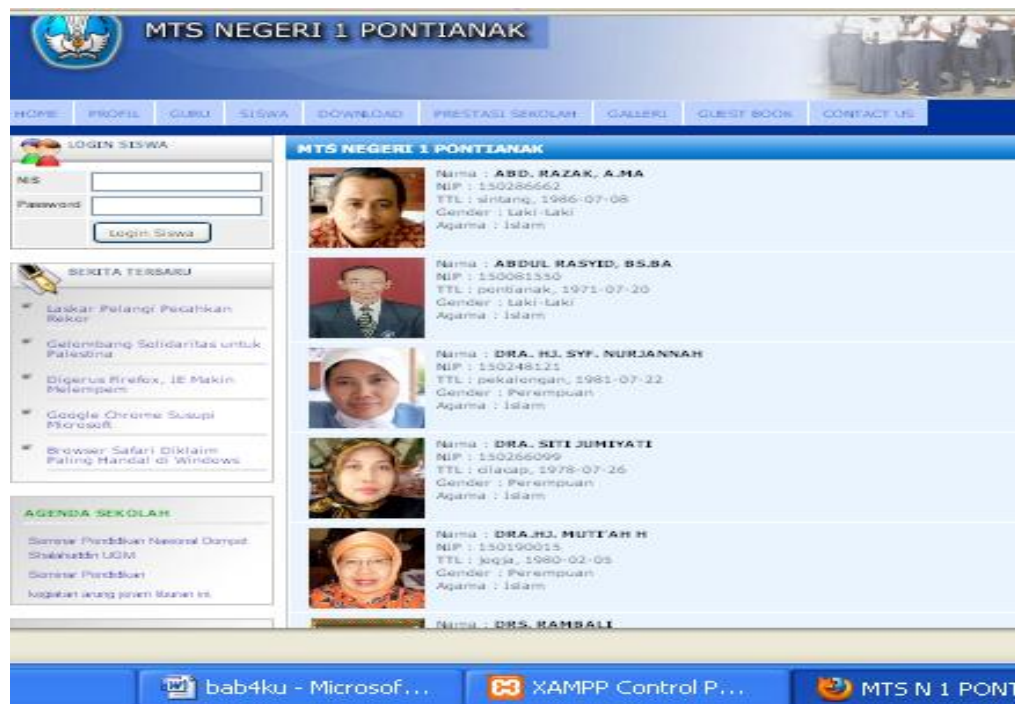 MTS NEGERI 1 PONTIANAK
HOME PROFIL GURU SISWA DOWNLOAD PRESTASI SEKOLAH GALLERI GUEST BOOK CONTACT US
LOGIN SISWA
NIS
Password
Login Siswa
BERITA TERBARU
Laskar Pelangi Pecahkan
Rekor
Gelombang Solidaritas untuk
Palestina
Digerus Firefox, IE Makin
Melempem
Google Chrome Susupi
Microsoft
Browser Safari Diklaim
Paling Handal di Windows
AGENDA SEKOLAH
Seminar Pendidikan Nasional Dompet
Shalahuddin UGM
Seminar Pendidikan
kegiatan arung jeram liburan ini
MTS NEGERI 1 PONTIANAK
Nama : ABD. RAZAK, A.MA
NIP : 150286662
TTL : sintang, 1986-07-08
Gender : Laki-Laki
Agama : Islam
Nama : ABDUL RASYID, BS.BA
NIP : 150081550
TTL : pontianak, 1971-07-20
Gender : Laki-Laki
Agama : Islam
Nama : DRA. HJ. SYF. NURJANNAH
NIP : 150248121
TTL : pekalongan, 1981-07-22
Gender : Perempuan
Agama : Islam
Nama : DRA. SITI JUMIYATI
NIP : 150266099
TTL : cilacap, 1978-07-26
Gender : Perempuan
Agama : Islam
Nama : DRA.HJ. MUTI'AH H
NIP : 150190015
TTL : jogja, 1980-02-05
Gender : Perempuan
Agama : Islam
Nama : DRS. RAMBALI
bab4ku - Microsof... XAMPP Control P... MTS N 1 PONT